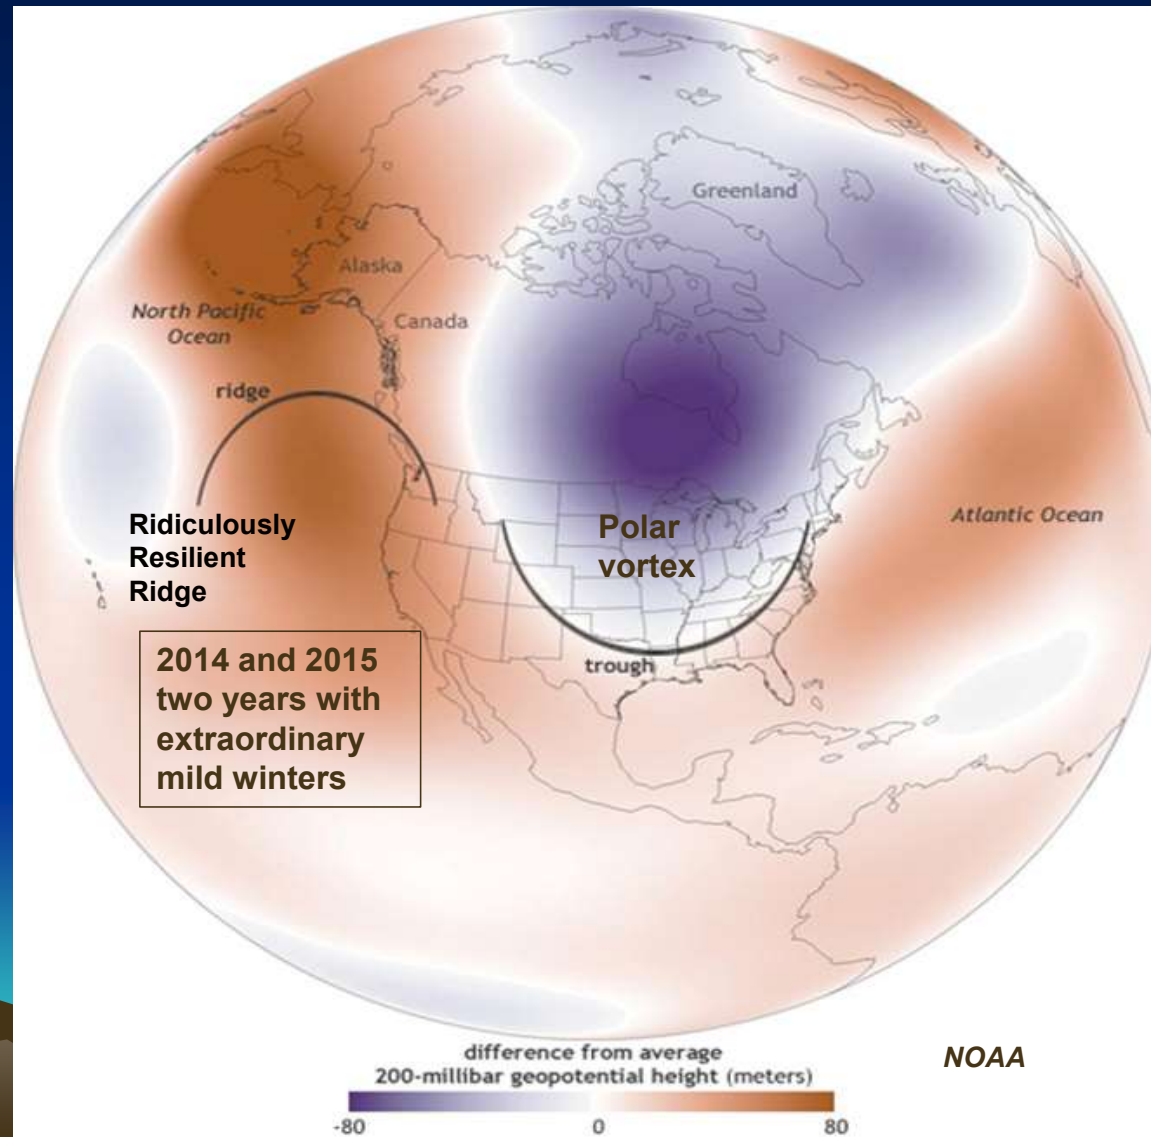 Greenland
Alaska
North Pacific
Ocean
Canada
ridge
Ridiculously
Resilient
Ridge
Polar
vortex
Atlantic Ocean
2014 and 2015
two years with
extraordinary
mild winters
trough
difference from average
200-millibar geopotential height (meters)
NOAA
-80
0
80